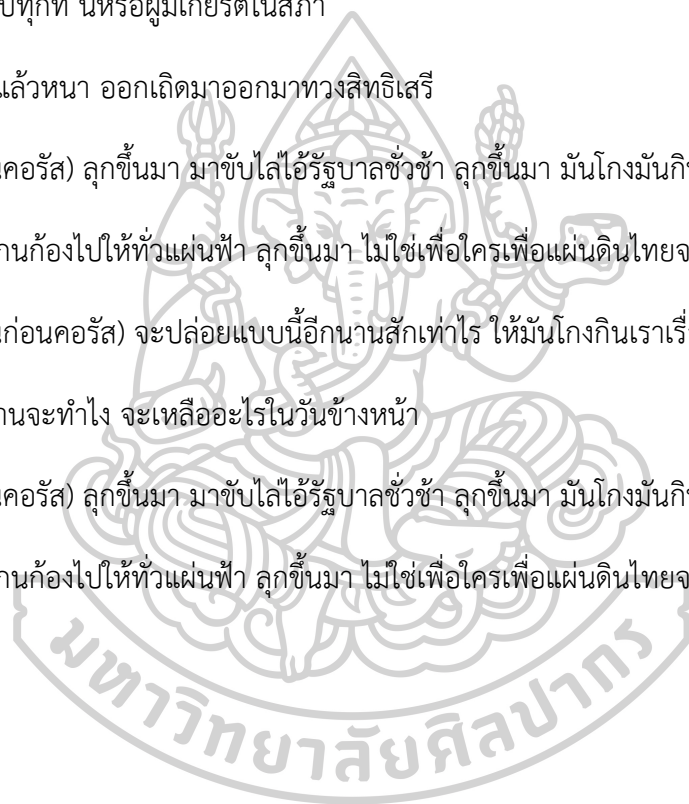 บทุกที่ นี่หรือผู้มีเกียรติในสภา
แล้วหนา ออกเถิดมาออกมาทวงสิทธิเสรี
นคอรัส) ลุกขึ้นมา มาขับไล่ไอ้รัฐบาลชั่วช้า ลุกขึ้นมา มันโกงมันกิน
กนก้องไปให้ทั่วแผ่นฟ้า ลุกขึ้นมา ไม่ใช่เพื่อใครเพื่อแผ่นดินไทยจ
นก่อนคอรัส) จะปล่อยแบบนี้อีกนานสักเท่าไร ให้มันโกงกินเราเรื่
านจะทำไง จะเหลืออะไรในวันข้างหน้า
นคอรัส) ลุกขึ้นมา มาขับไล่ไอ้รัฐบาลชั่วช้า ลุกขึ้นมา มันโกงมันกิน
กนก้องไปให้ทั่วแผ่นฟ้า ลุกขึ้นมา ไม่ใช่เพื่อใครเพื่อแผ่นดินไทยจ
มหาวิทยาลัยศิลปากร